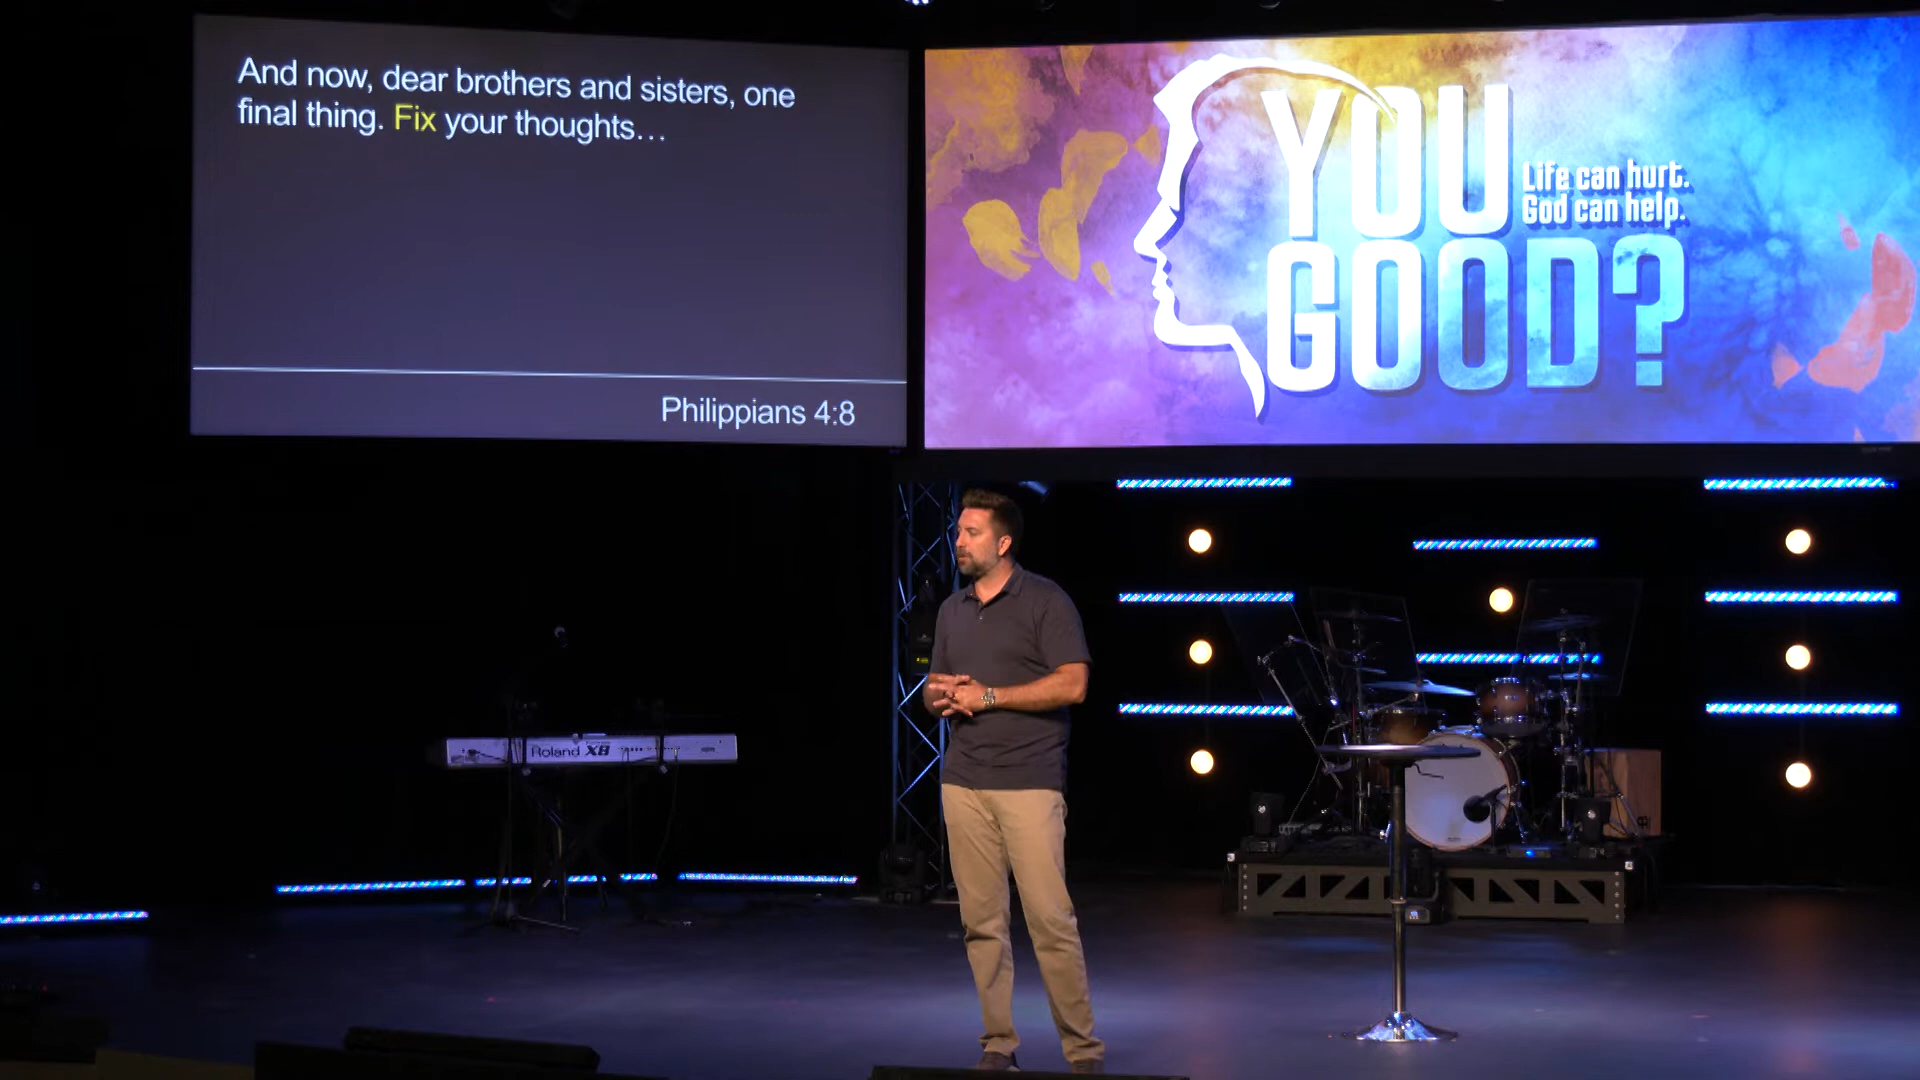 And now, dear brothers and sisters, one
final thing. Fix your thoughts...
Philippians 4:8
YOU
Life can hurt.
God can help.
GOOD?
Roland X8